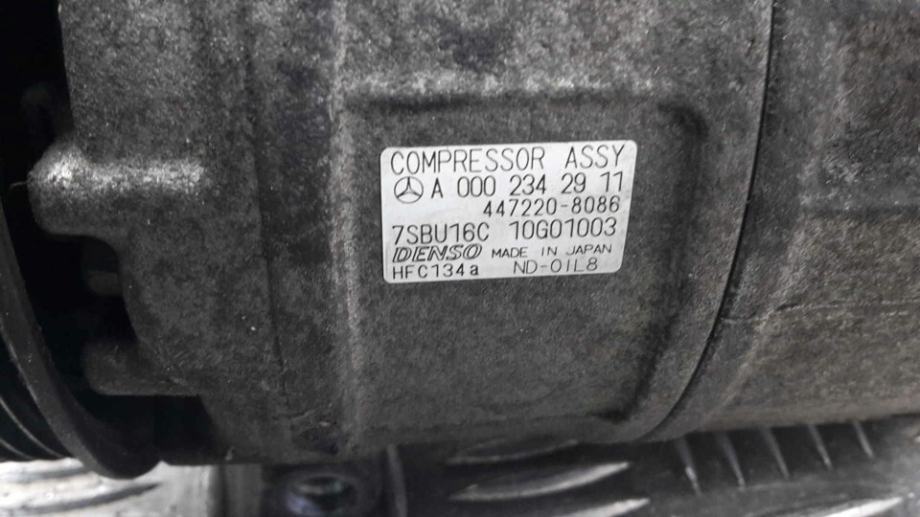 COMPRESSOR ASSY
A 000 234 29 11
447220-8086
7SBU16C 10G01003
DENSO MADE IN JAPAN
HFC134a ND-OIL8